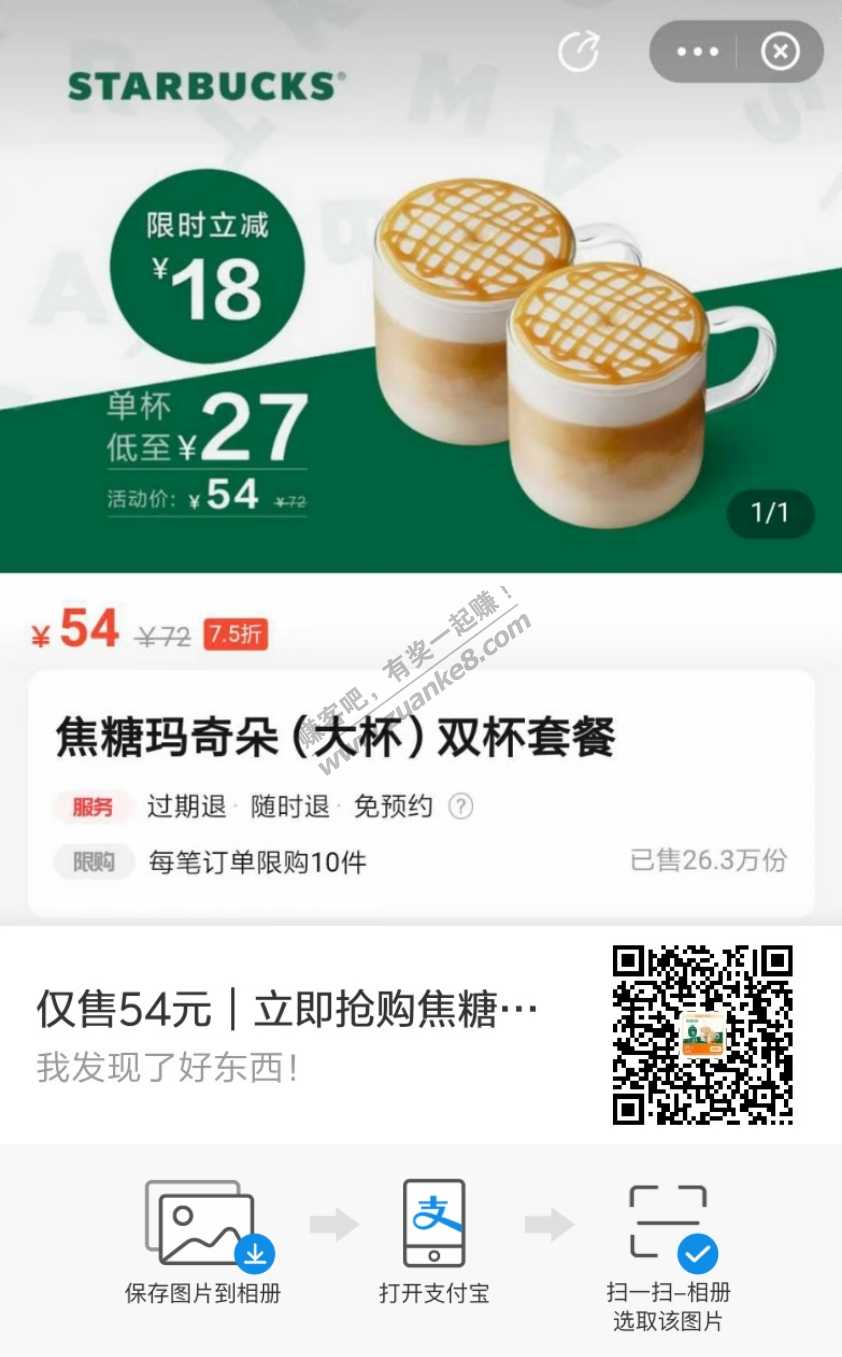 STARBUCKS®
限时立减
¥18
单杯
低至¥27
活动价：¥54 ¥72
1/1
¥54 ¥72 7.5折
赚客吧，有奖一起赚！
www.zuanke8.com
焦糖玛奇朵（大杯）双杯套餐
服务 过期退· 随时退· 免预约 ?
限购 每笔订单限购10件 已售26.3万份
仅售54元｜立即抢购焦糖…
我发现了好东西！
支
保存图片到相册 打开支付宝 扫一扫–相册
选取该图片